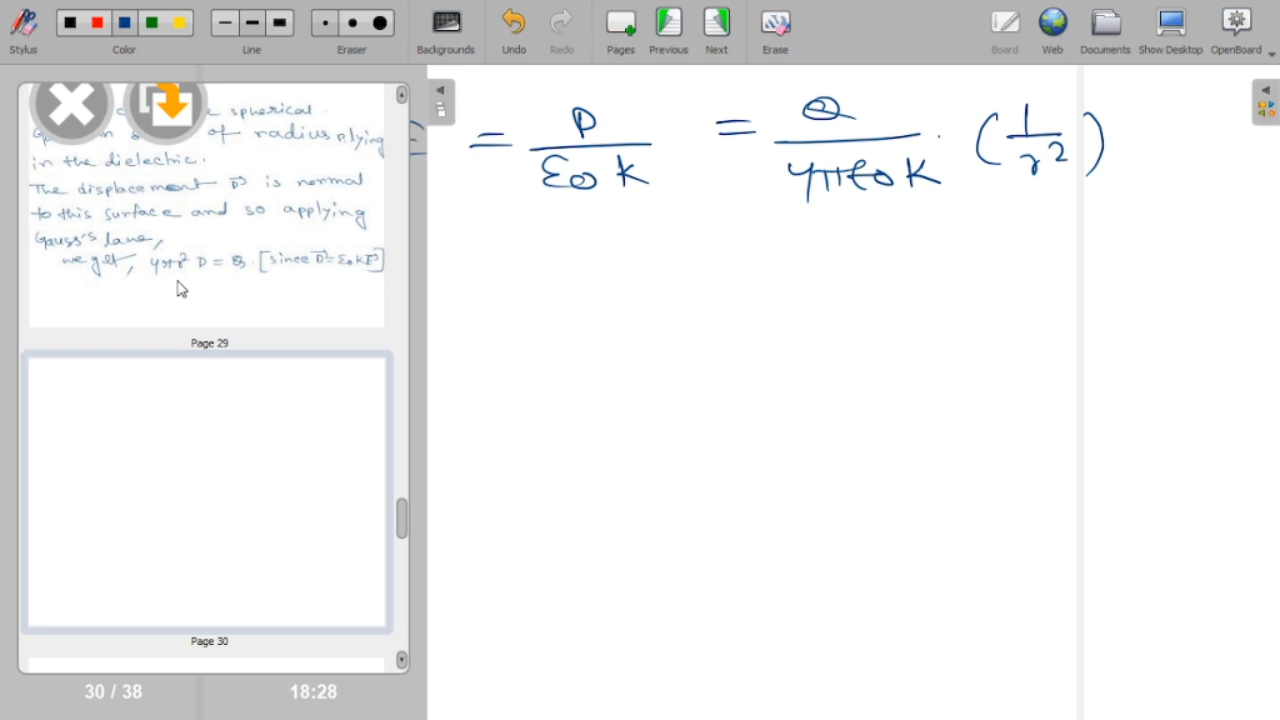 Stylus Color Line Eraser Backgrounds Undo Redo Pages Previous Next Erase Board Web Documents Show Desktop OpenBoard
spherical
of radius r lying
in the dielectric.
The displacement D⃗ is normal
to this surface and so applying
Gauss's law,
we get, 4πr² D = Q. [since D⃗ = ε₀KE⃗]
Page 29
Page 30
30 / 38 18:28
= D/(ε₀ K) = Q/(4πε₀ K) · (1/r²)